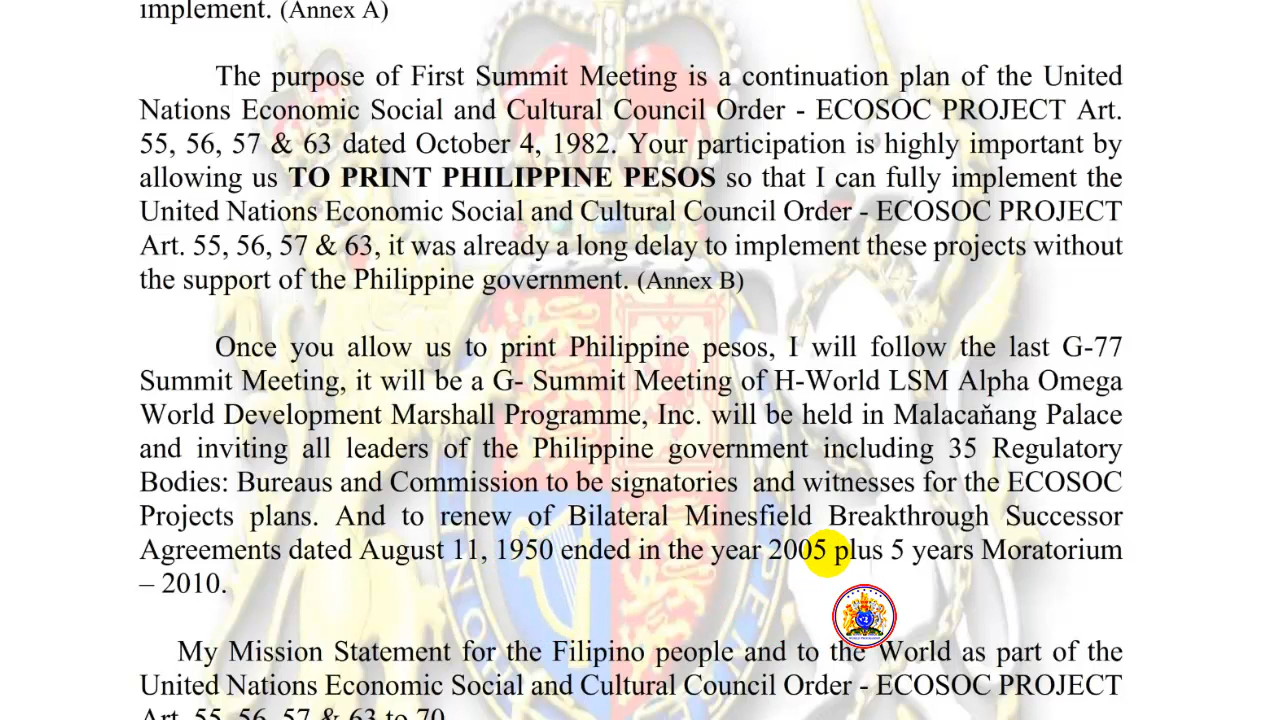 implement. (Annex A)
The purpose of First Summit Meeting is a continuation plan of the United
Nations Economic Social and Cultural Council Order - ECOSOC PROJECT Art.
55, 56, 57 & 63 dated October 4, 1982. Your participation is highly important by
allowing us TO PRINT PHILIPPINE PESOS so that I can fully implement the
United Nations Economic Social and Cultural Council Order - ECOSOC PROJECT
Art. 55, 56, 57 & 63, it was already a long delay to implement these projects without
the support of the Philippine government. (Annex B)
Once you allow us to print Philippine pesos, I will follow the last G-77
Summit Meeting, it will be a G- Summit Meeting of H-World LSM Alpha Omega
World Development Marshall Programme, Inc. will be held in Malacaňang Palace
and inviting all leaders of the Philippine government including 35 Regulatory
Bodies: Bureaus and Commission to be signatories and witnesses for the ECOSOC
Projects plans. And to renew of Bilateral Minesfield Breakthrough Successor
Agreements dated August 11, 1950 ended in the year 2005 plus 5 years Moratorium
– 2010.
My Mission Statement for the Filipino people and to the World as part of the
United Nations Economic Social and Cultural Council Order - ECOSOC PROJECT
Art. 55, 56, 57 & 63 to 70